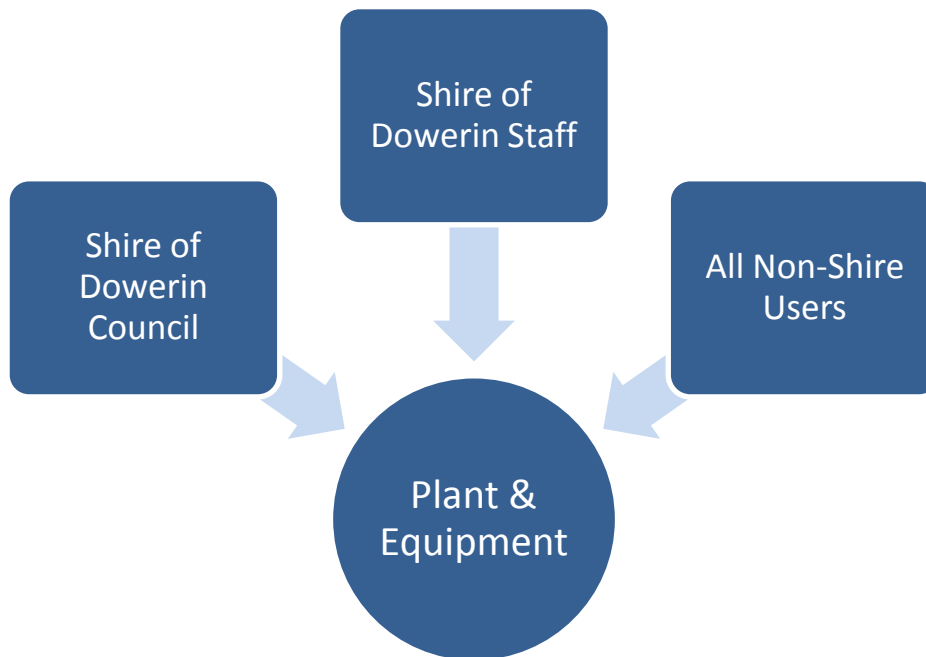 Shire of
Dowerin Staff
Shire of
Dowerin
Council
All Non-Shire
Users
Plant &
Equipment